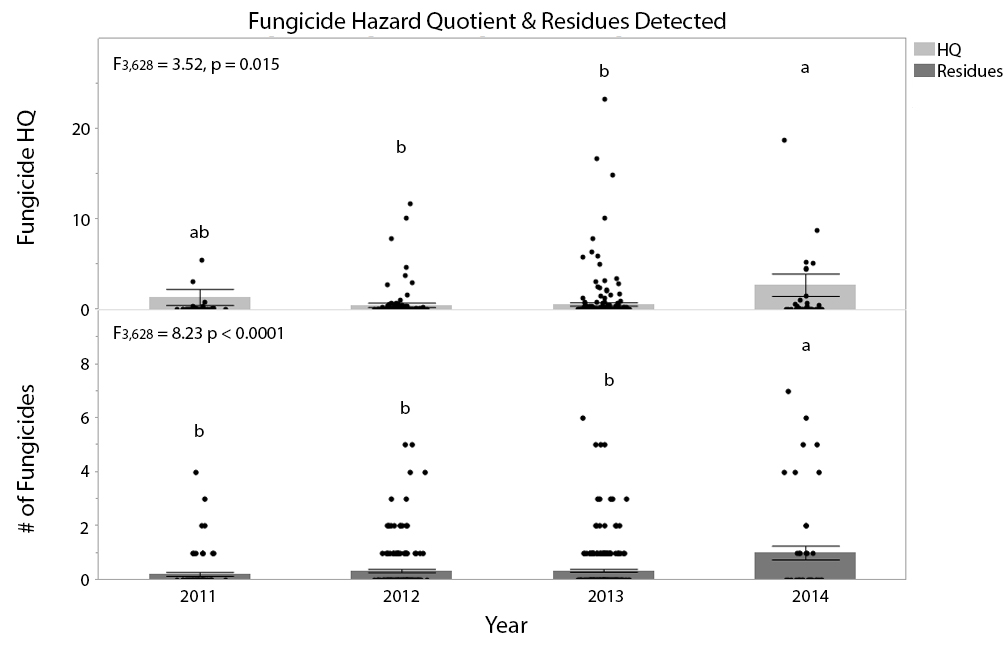 Fungicide Hazard Quotient & Residues Detected
HQ
Residues
F3,628 = 3.52, p = 0.015
ab
b
b
a
Fungicide HQ
20
10
0
F3,628 = 8.23 p < 0.0001
b
b
b
a
# of Fungicides
8
6
4
2
0
2011 2012 2013 2014
Year